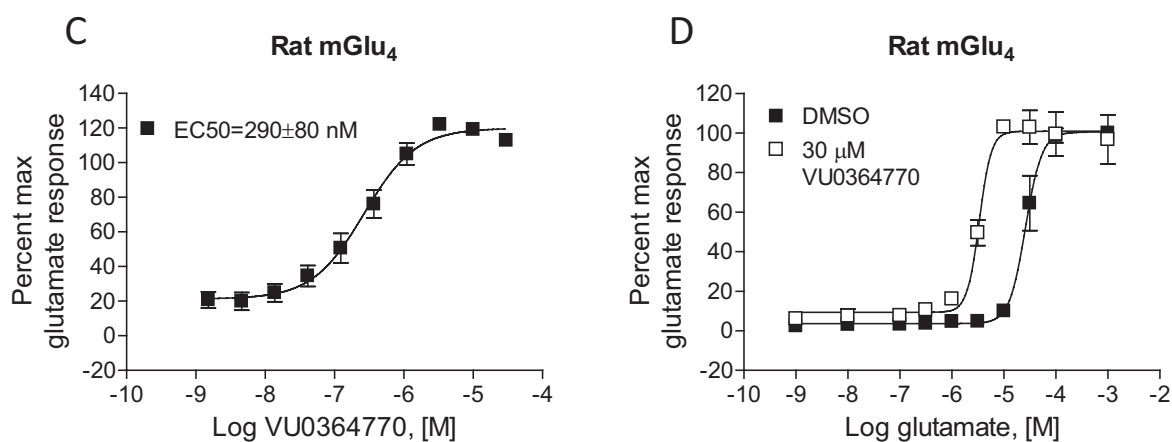 C
Rat mGlu₄
Percent max
glutamate response
140
120
100
80
60
40
20
0
-20
EC50=290±80 nM
-10 -9 -8 -7 -6 -5 -4
Log VU0364770, [M]
D
Rat mGlu₄
Percent max
glutamate response
120
100
80
60
40
20
0
-20
DMSO
30 μM
VU0364770
-10 -9 -8 -7 -6 -5 -4 -3 -2
Log glutamate, [M]